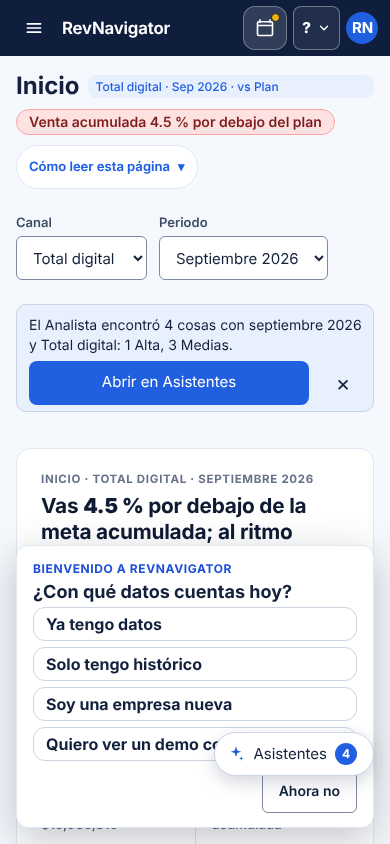 RevNavigator
?
RN
Inicio
Total digital · Sep 2026 · vs Plan
Venta acumulada 4.5 % por debajo del plan
Cómo leer esta página ▾
Canal
Periodo
Total digital
Septiembre 2026
El Analista encontró 4 cosas con septiembre 2026
y Total digital: 1 Alta, 3 Medias.
Abrir en Asistentes
×
INICIO · TOTAL DIGITAL · SEPTIEMBRE 2026
Vas 4.5 % por debajo de la
meta acumulada; al ritmo
BIENVENIDO A REVNAVIGATOR
¿Con qué datos cuentas hoy?
Ya tengo datos
Solo tengo histórico
Soy una empresa nueva
Quiero ver un demo
Asistentes 4
Ahora no